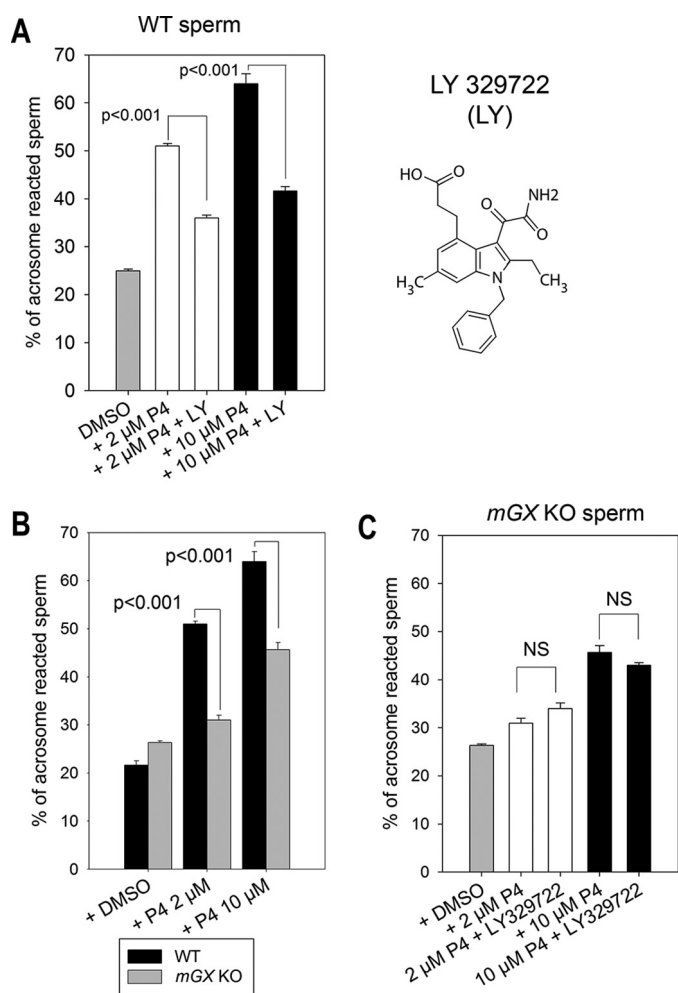 A
WT sperm
% of acrosome reacted sperm
70
60
50
40
30
20
10
0
p<0.001
p<0.001
DMSO
+ 2 µM P4
+ 2 µM P4 + LY
+ 10 µM P4
+ 10 µM P4 + LY
LY 329722
(LY)
HO
O
O
NH2
O
H₃C
N
CH₃
B
% of acrosome reacted sperm
70
60
50
40
30
20
10
0
p<0.001
p<0.001
+ DMSO
+ P4 2 µM
+ P4 10 µM
WT
mGX KO
C
mGX KO sperm
% of acrosome reacted sperm
70
60
50
40
30
20
10
0
NS
NS
+ DMSO
+ 2 µM P4
2 µM P4 + LY329722
+ 10 µM P4
10 µM P4 + LY329722